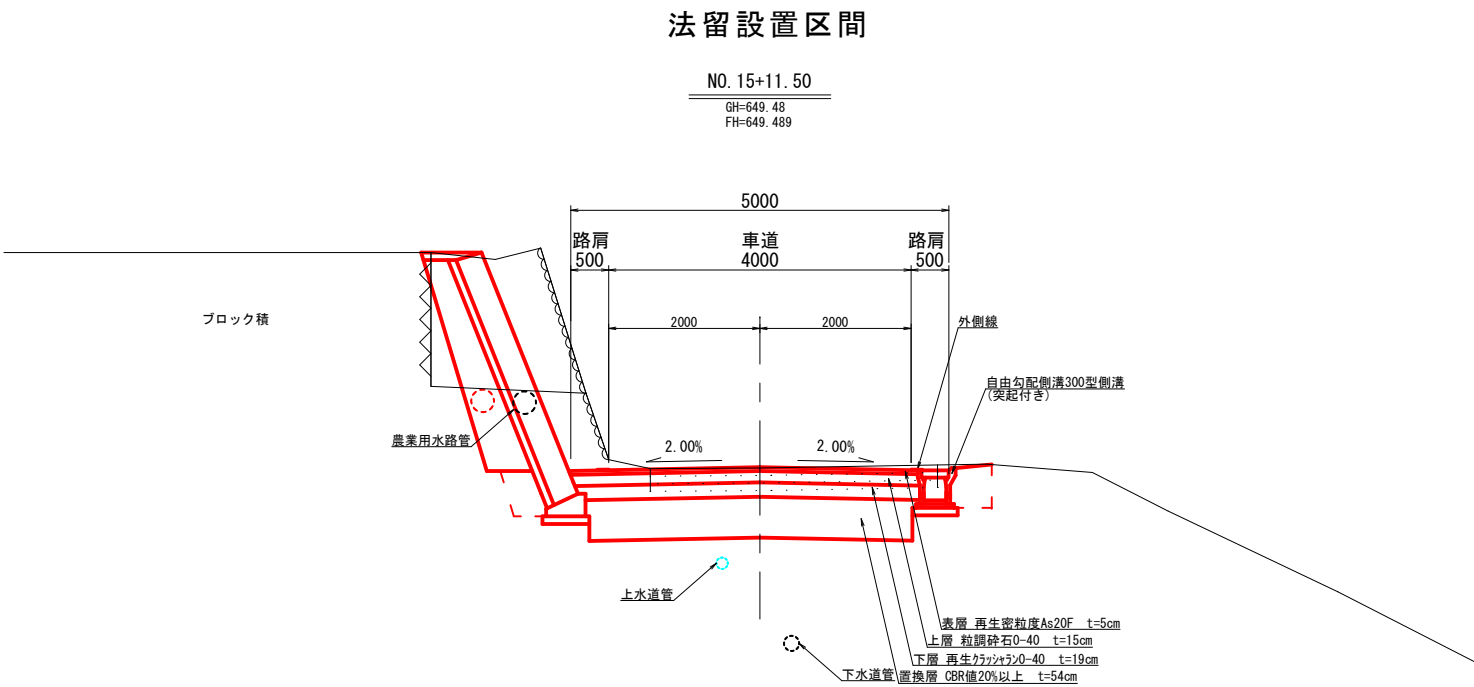 法留設置区間
NO.15+11.50
GH=649.48
FH=649.489
5000
路肩 車道 路肩
500 4000 500
2000 2000
ブロック積
外側線
自由勾配側溝300型側溝
(突起付き)
農業用水路管
2.00% 2.00%
上水道管
表層 再生密粒度As20F t=5cm
上層 粒調砕石0-40 t=15cm
下層 再生クラッシャラン0-40 t=19cm
下水道管 置換層 CBR値20%以上 t=54cm